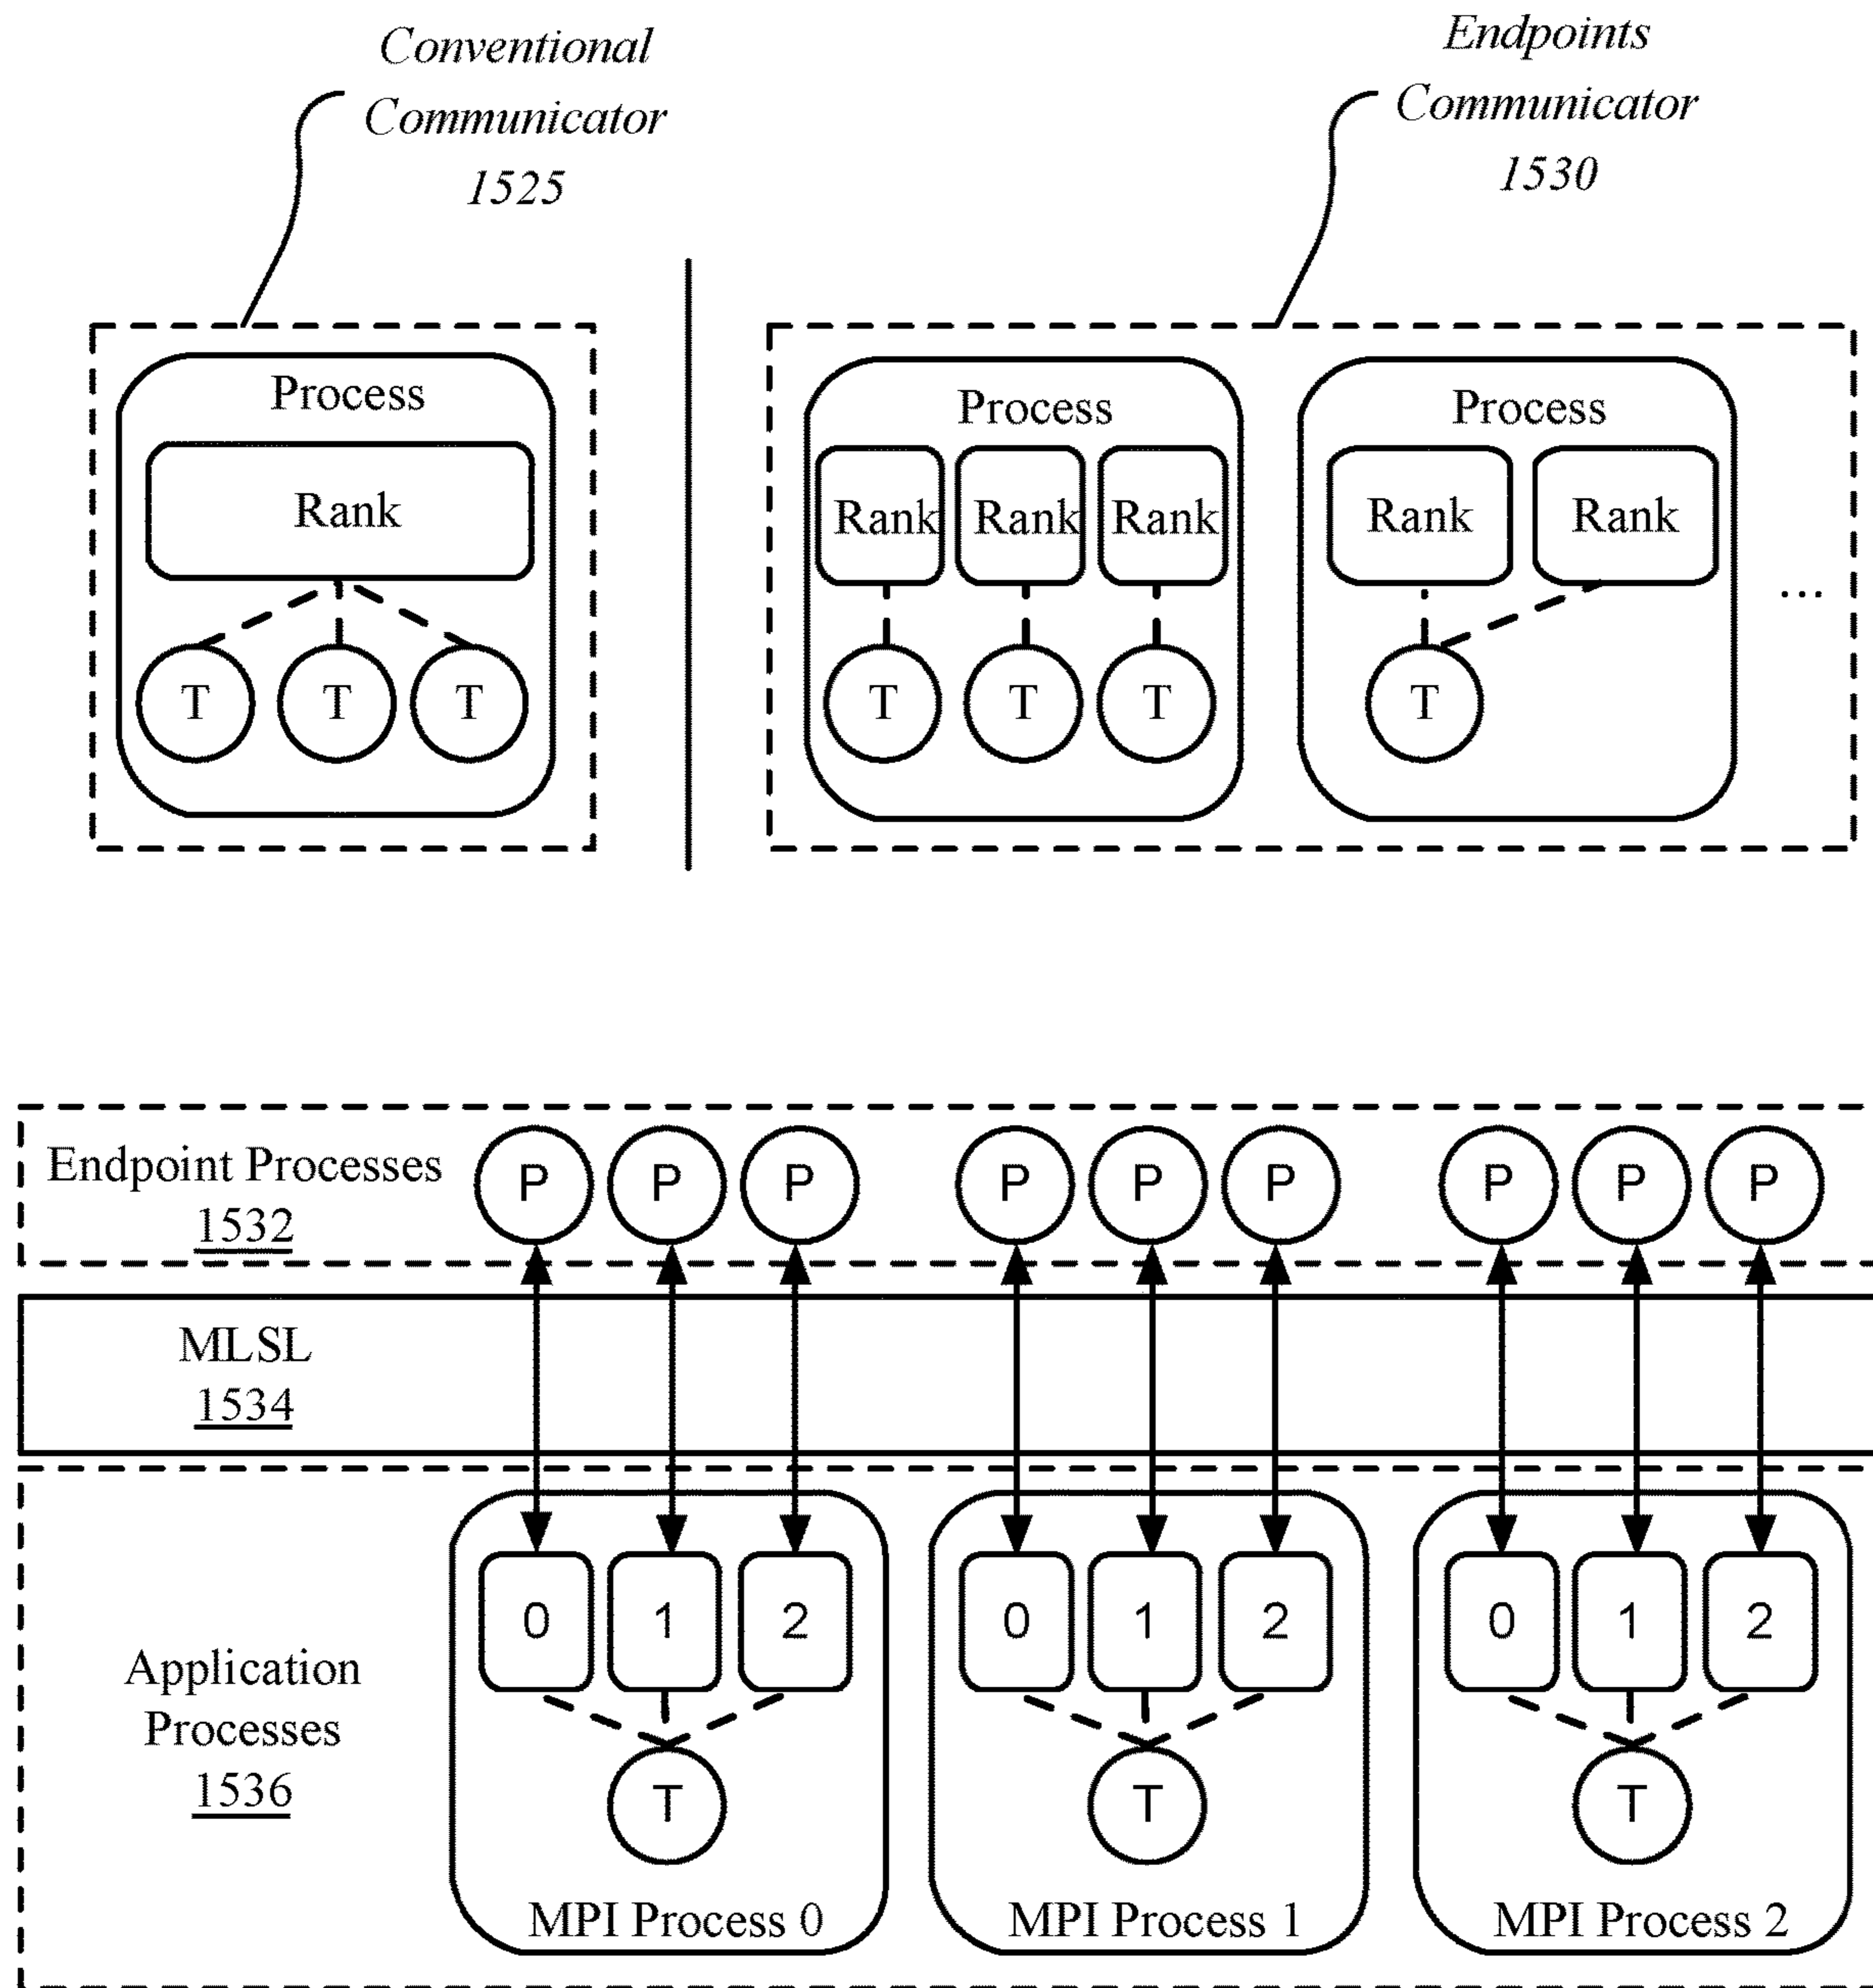 Conventional
Communicator
1525
Endpoints
Communicator
1530
Process
Rank
T T T
Process
Rank Rank Rank
T T T
Process
Rank Rank
T
...
Endpoint Processes
1532
P P P P P P P P P
MLSL
1534
Application
Processes
1536
0 1 2
T
MPI Process 0
0 1 2
T
MPI Process 1
0 1 2
T
MPI Process 2